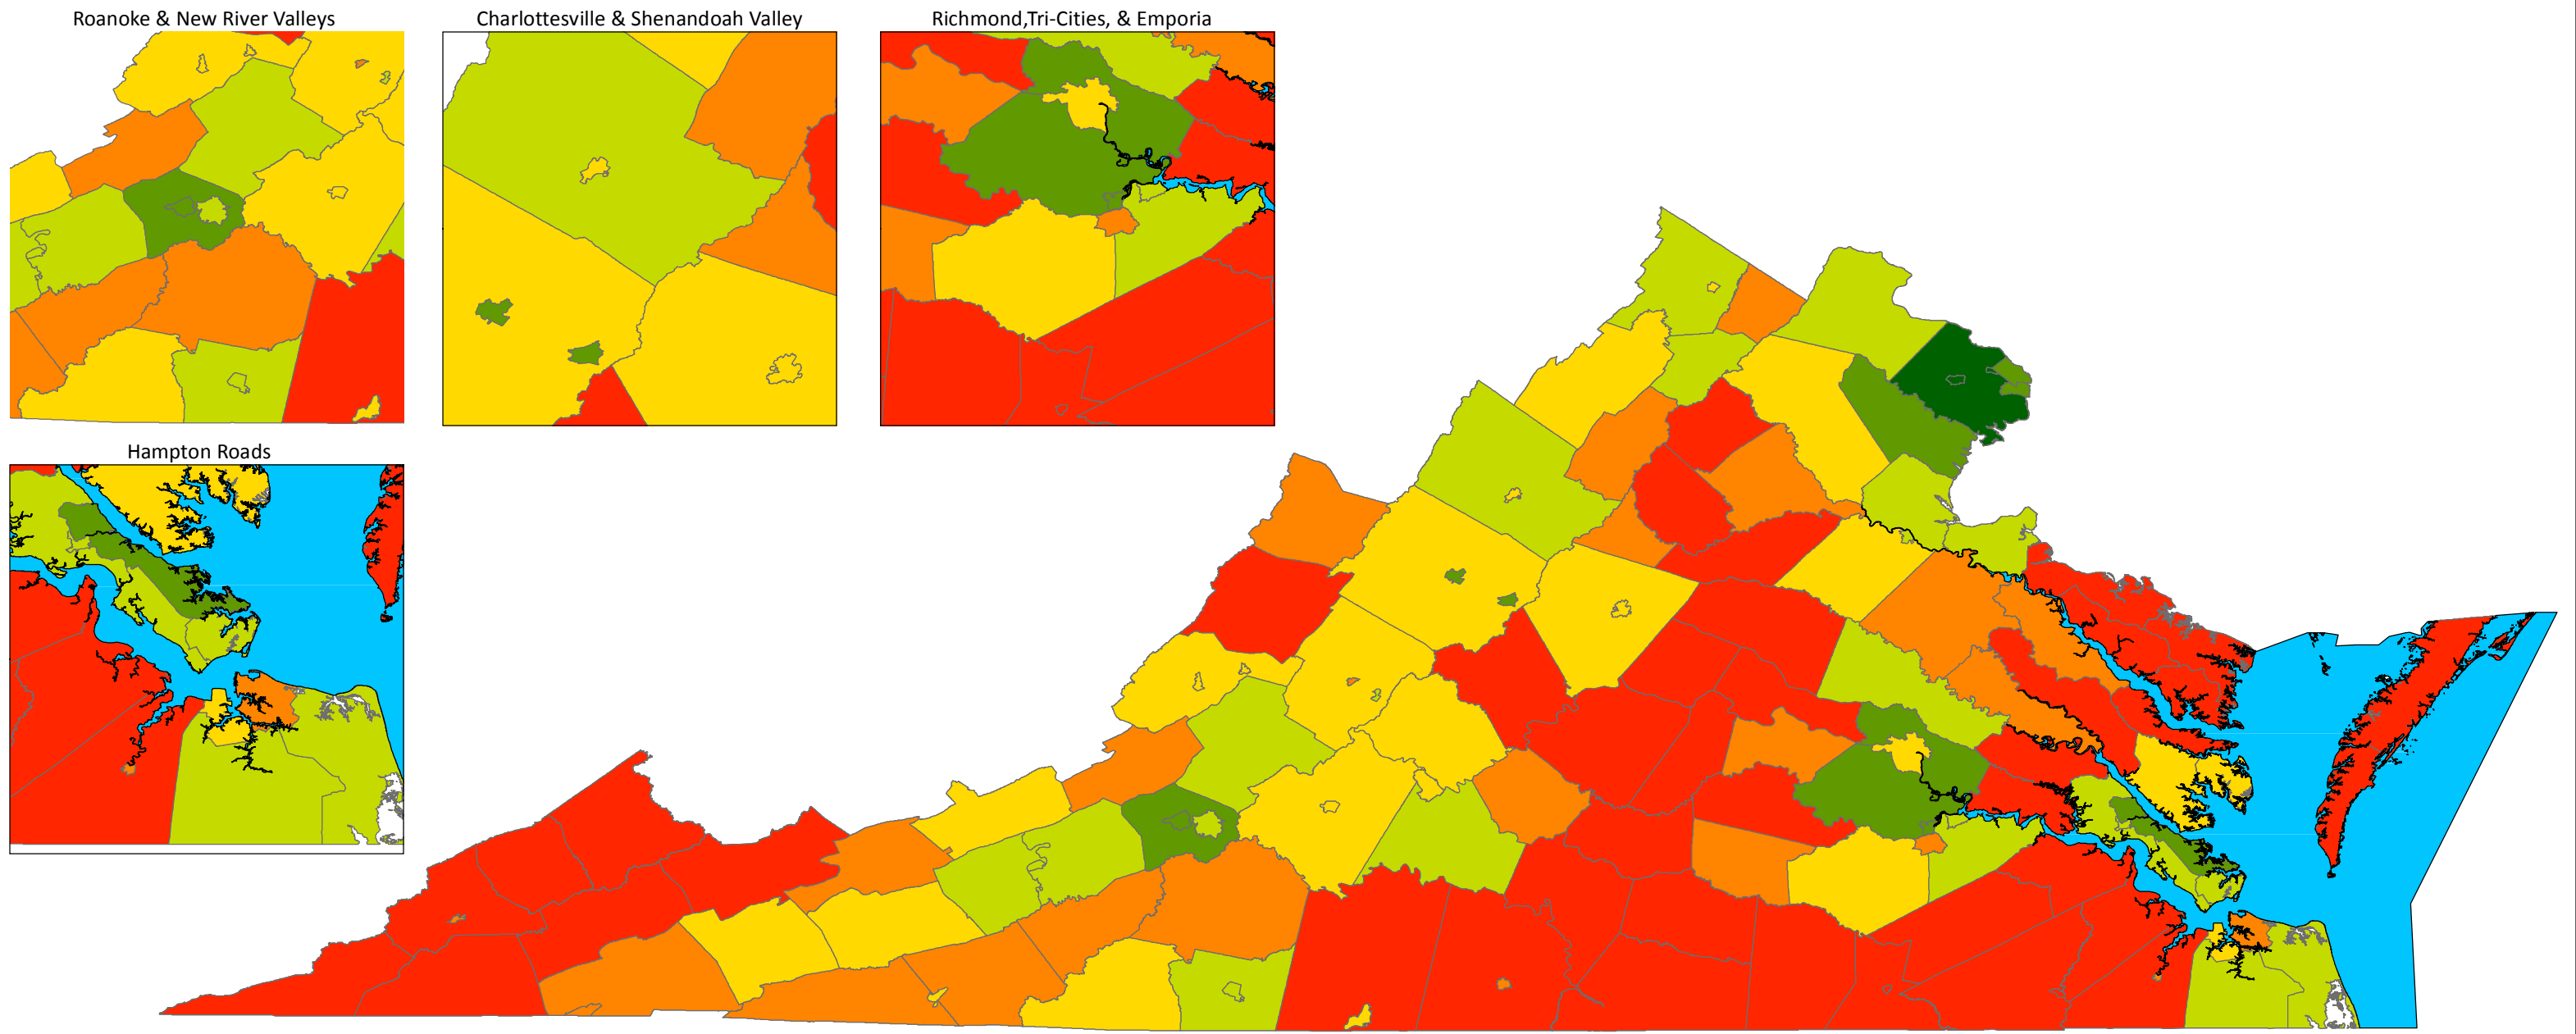 Roanoke & New River Valleys
Charlottesville & Shenandoah Valley
Richmond,Tri-Cities, & Emporia
Hampton Roads